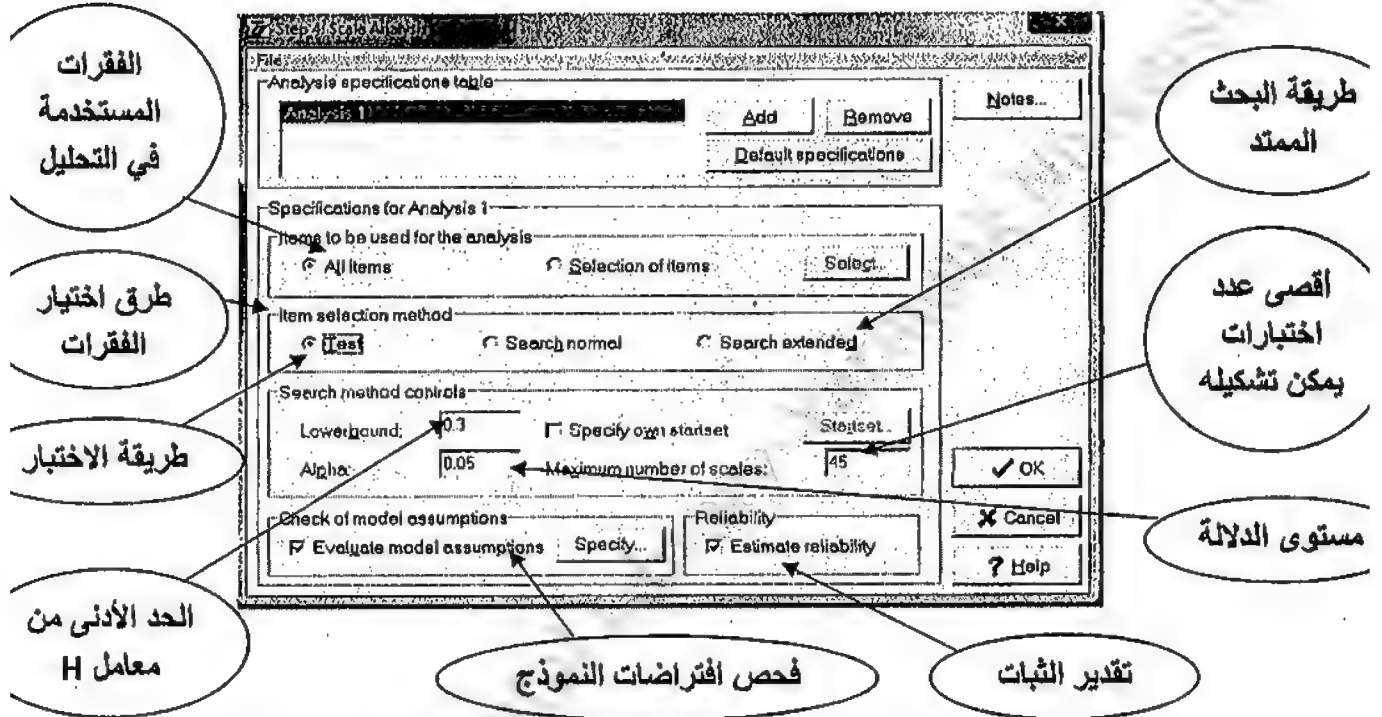 Step 4: Scale Analysis
File
Analysis specifications table
Analysis 1
Add
Remove
Default specifications
Notes...
Specifications for Analysis 1
Items to be used for the analysis
All items
Selection of items
Select...
Item selection method
Test
Search normal
Search extended
Search method controls
Lowerbound:
0.3
Specify own startset
Startset...
Alpha:
0.05
Maximum number of scales:
45
Check of model assumptions
Evaluate model assumptions
Specify...
Reliability
Estimate reliability
OK
Cancel
Help
الفقرات
المستخدمة
في التحليل
طرق اختيار
الفقرات
طريقة الاختبار
الحد الأدنى من
معامل H
فحص افتراضات النموذج
تقدير الثبات
طريقة البحث
الممتد
أقصى عدد
اختبارات
يمكن تشكيله
مستوى الدلالة